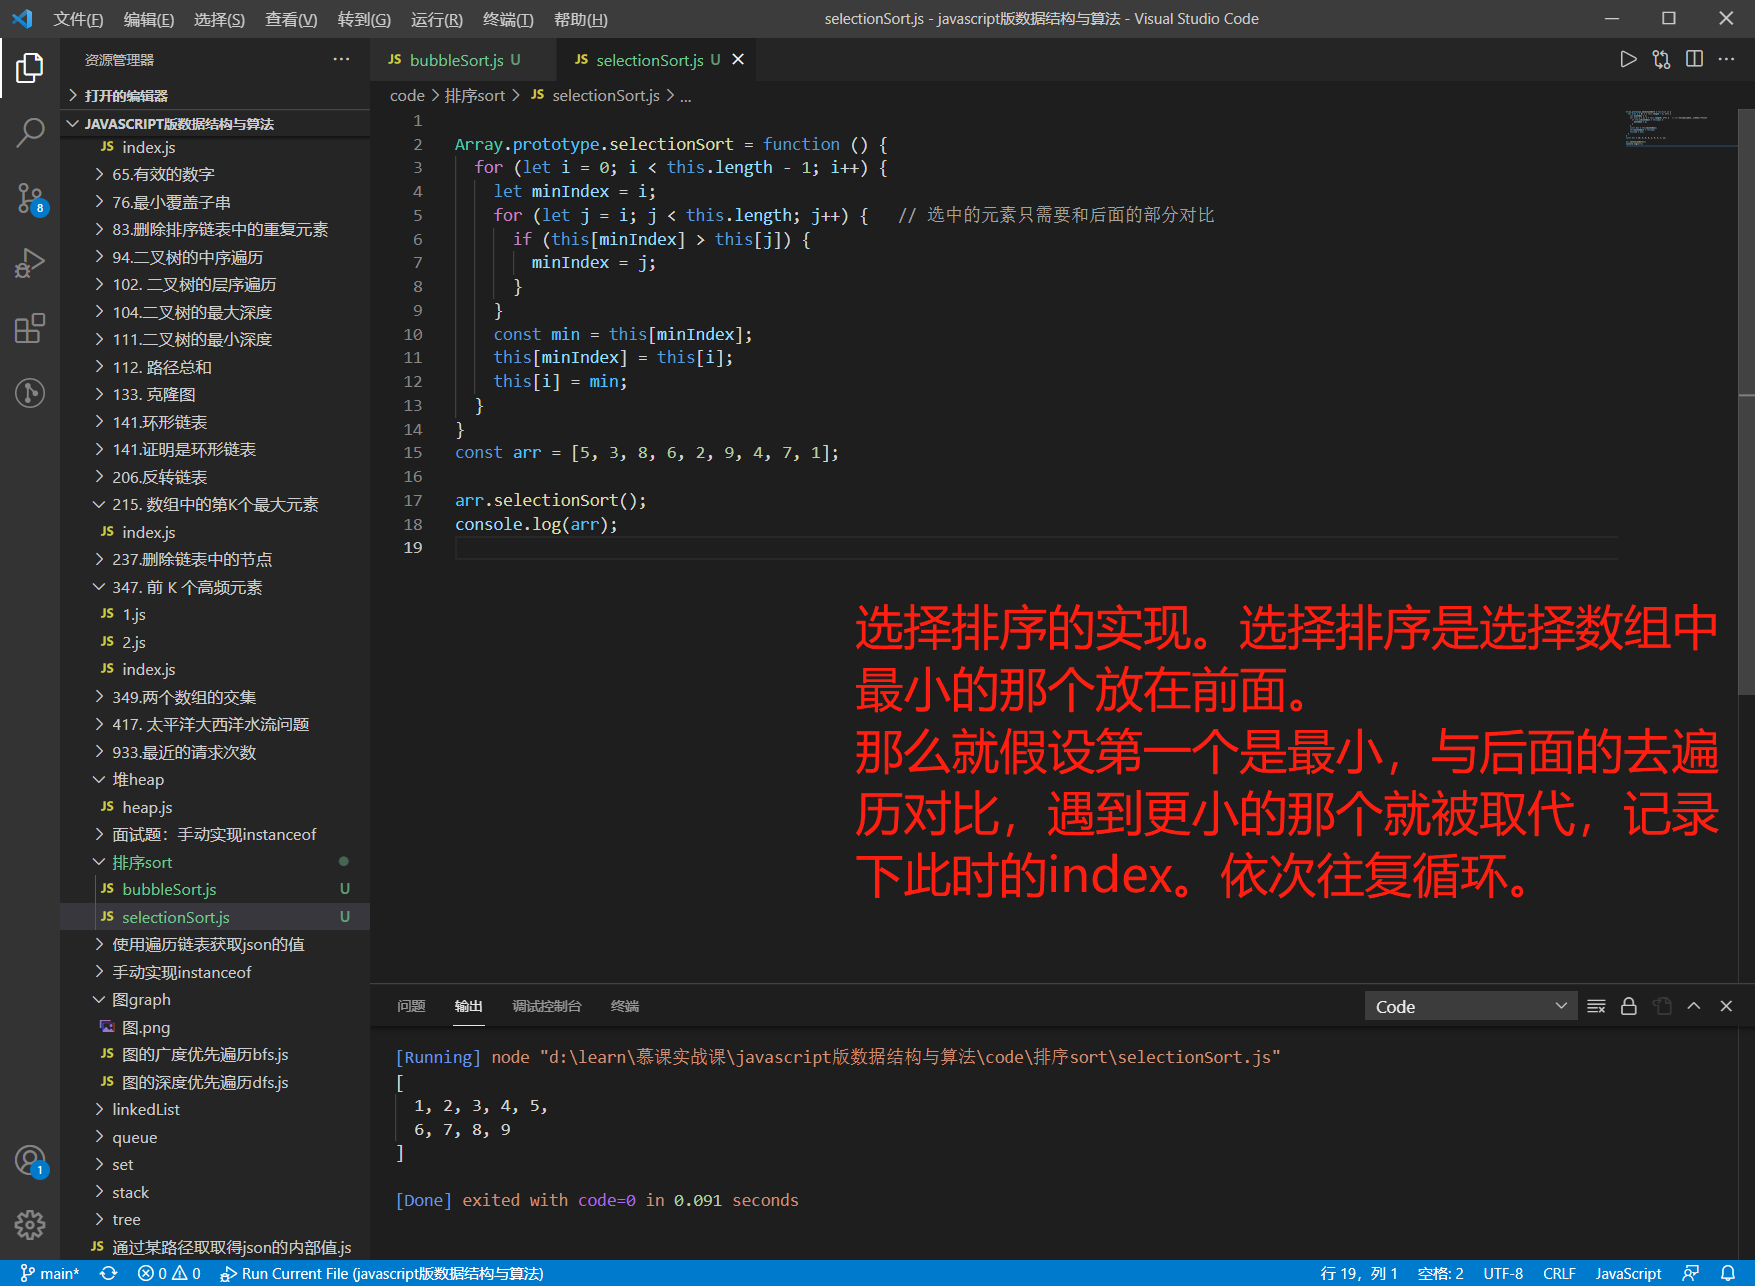 文件(F) 编辑(E) 选择(S) 查看(V) 转到(G) 运行(R) 终端(T) 帮助(H) selectionSort.js - javascript版数据结构与算法 - Visual Studio Code
资源管理器
打开的编辑器
JAVASCRIPT版数据结构与算法
JS index.js
65.有效的数字
76.最小覆盖子串
83.删除排序链表中的重复元素
94.二叉树的中序遍历
102. 二叉树的层序遍历
104.二叉树的最大深度
111.二叉树的最小深度
112. 路径总和
133. 克隆图
141.环形链表
141.证明是环形链表
206.反转链表
215. 数组中的第K个最大元素
JS index.js
237.删除链表中的节点
347. 前 K 个高频元素
JS 1.js
JS 2.js
JS index.js
349.两个数组的交集
417. 太平洋大西洋水流问题
933.最近的请求次数
堆heap
JS heap.js
面试题：手动实现instanceof
排序sort
JS bubbleSort.js U
JS selectionSort.js U
使用遍历链表获取json的值
手动实现instanceof
图graph
图.png
JS 图的广度优先遍历bfs.js
JS 图的深度优先遍历dfs.js
linkedList
queue
set
stack
tree
JS 通过某路径取取得json的内部值.js
8
1
JS bubbleSort.js U JS selectionSort.js U
code > 排序sort > JS selectionSort.js > ...
1
2 Array.prototype.selectionSort = function () {
3 for (let i = 0; i < this.length - 1; i++) {
4 let minIndex = i;
5 for (let j = i; j < this.length; j++) { // 选中的元素只需要和后面的部分对比
6 if (this[minIndex] > this[j]) {
7 minIndex = j;
8 }
9 }
10 const min = this[minIndex];
11 this[minIndex] = this[i];
12 this[i] = min;
13 }
14 }
15 const arr = [5, 3, 8, 6, 2, 9, 4, 7, 1];
16
17 arr.selectionSort();
18 console.log(arr);
19
选择排序的实现。选择排序是选择数组中
最小的那个放在前面。
那么就假设第一个是最小，与后面的去遍
历对比，遇到更小的那个就被取代，记录
下此时的index。依次往复循环。
问题 输出 调试控制台 终端 Code
[Running] node "d:\learn\慕课实战课\javascript版数据结构与算法\code\排序sort\selectionSort.js"
[
1, 2, 3, 4, 5,
6, 7, 8, 9
]
[Done] exited with code=0 in 0.091 seconds
main* 0 0 Run Current File (javascript版数据结构与算法) 行 19，列 1 空格: 2 UTF-8 CRLF JavaScript